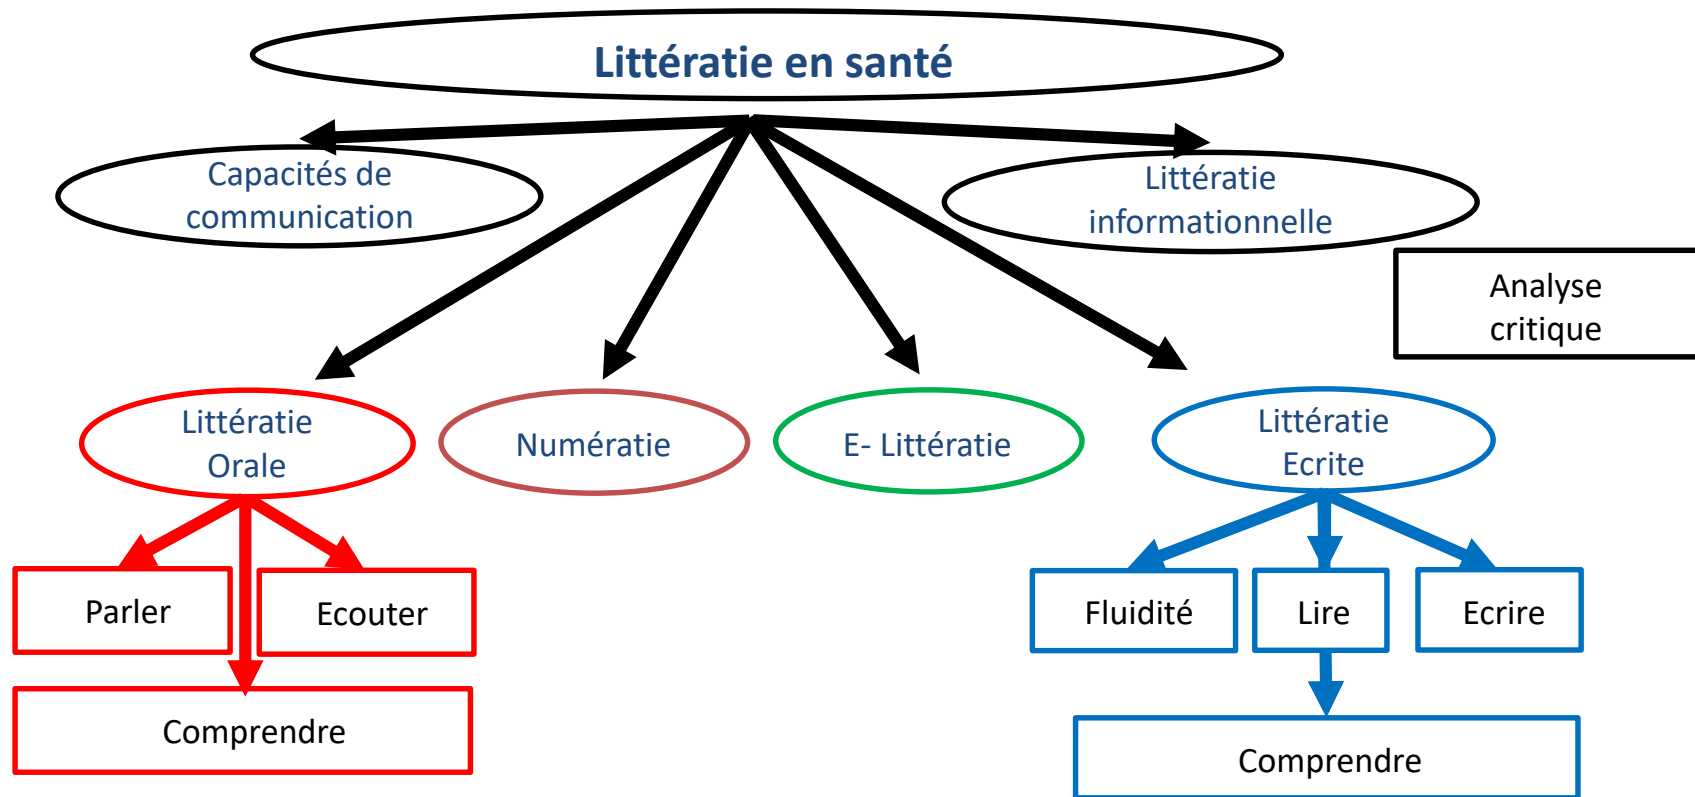 Littératie en santé
Capacités de
communication
Littératie
informationnelle
Analyse
critique
Littératie
Orale
Numératie
E- Littératie
Littératie
Ecrite
Parler
Ecouter
Fluidité
Lire
Ecrire
Comprendre
Comprendre